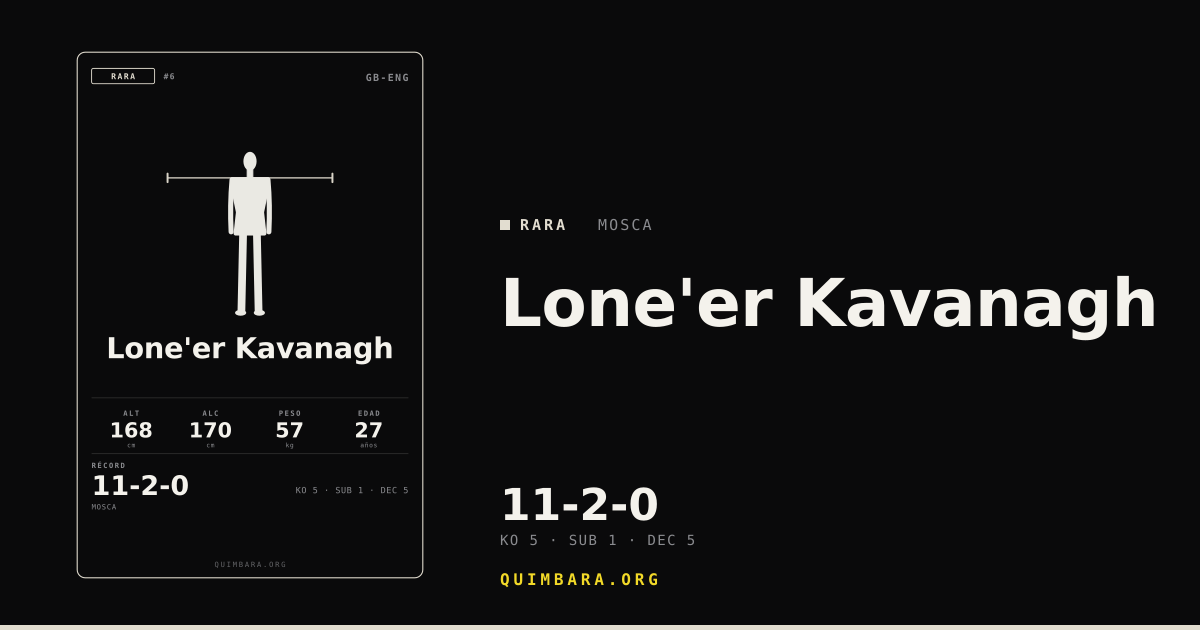 RARA #6 GB-ENG
Lone'er Kavanagh
ALT ALC PESO EDAD
168 170 57 27
cm cm kg años
RÉCORD
11-2-0 KO 5 · SUB 1 · DEC 5
MOSCA
QUIMBARA.ORG
RARA MOSCA
Lone'er Kavanagh
11-2-0
KO 5 · SUB 1 · DEC 5
QUIMBARA.ORG